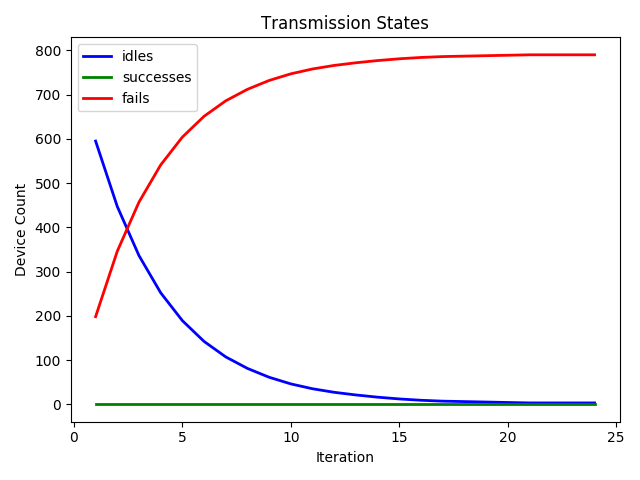 Transmission States
idles
successes
fails
Device Count
800
700
600
500
400
300
200
100
0
0 5 10 15 20 25
Iteration